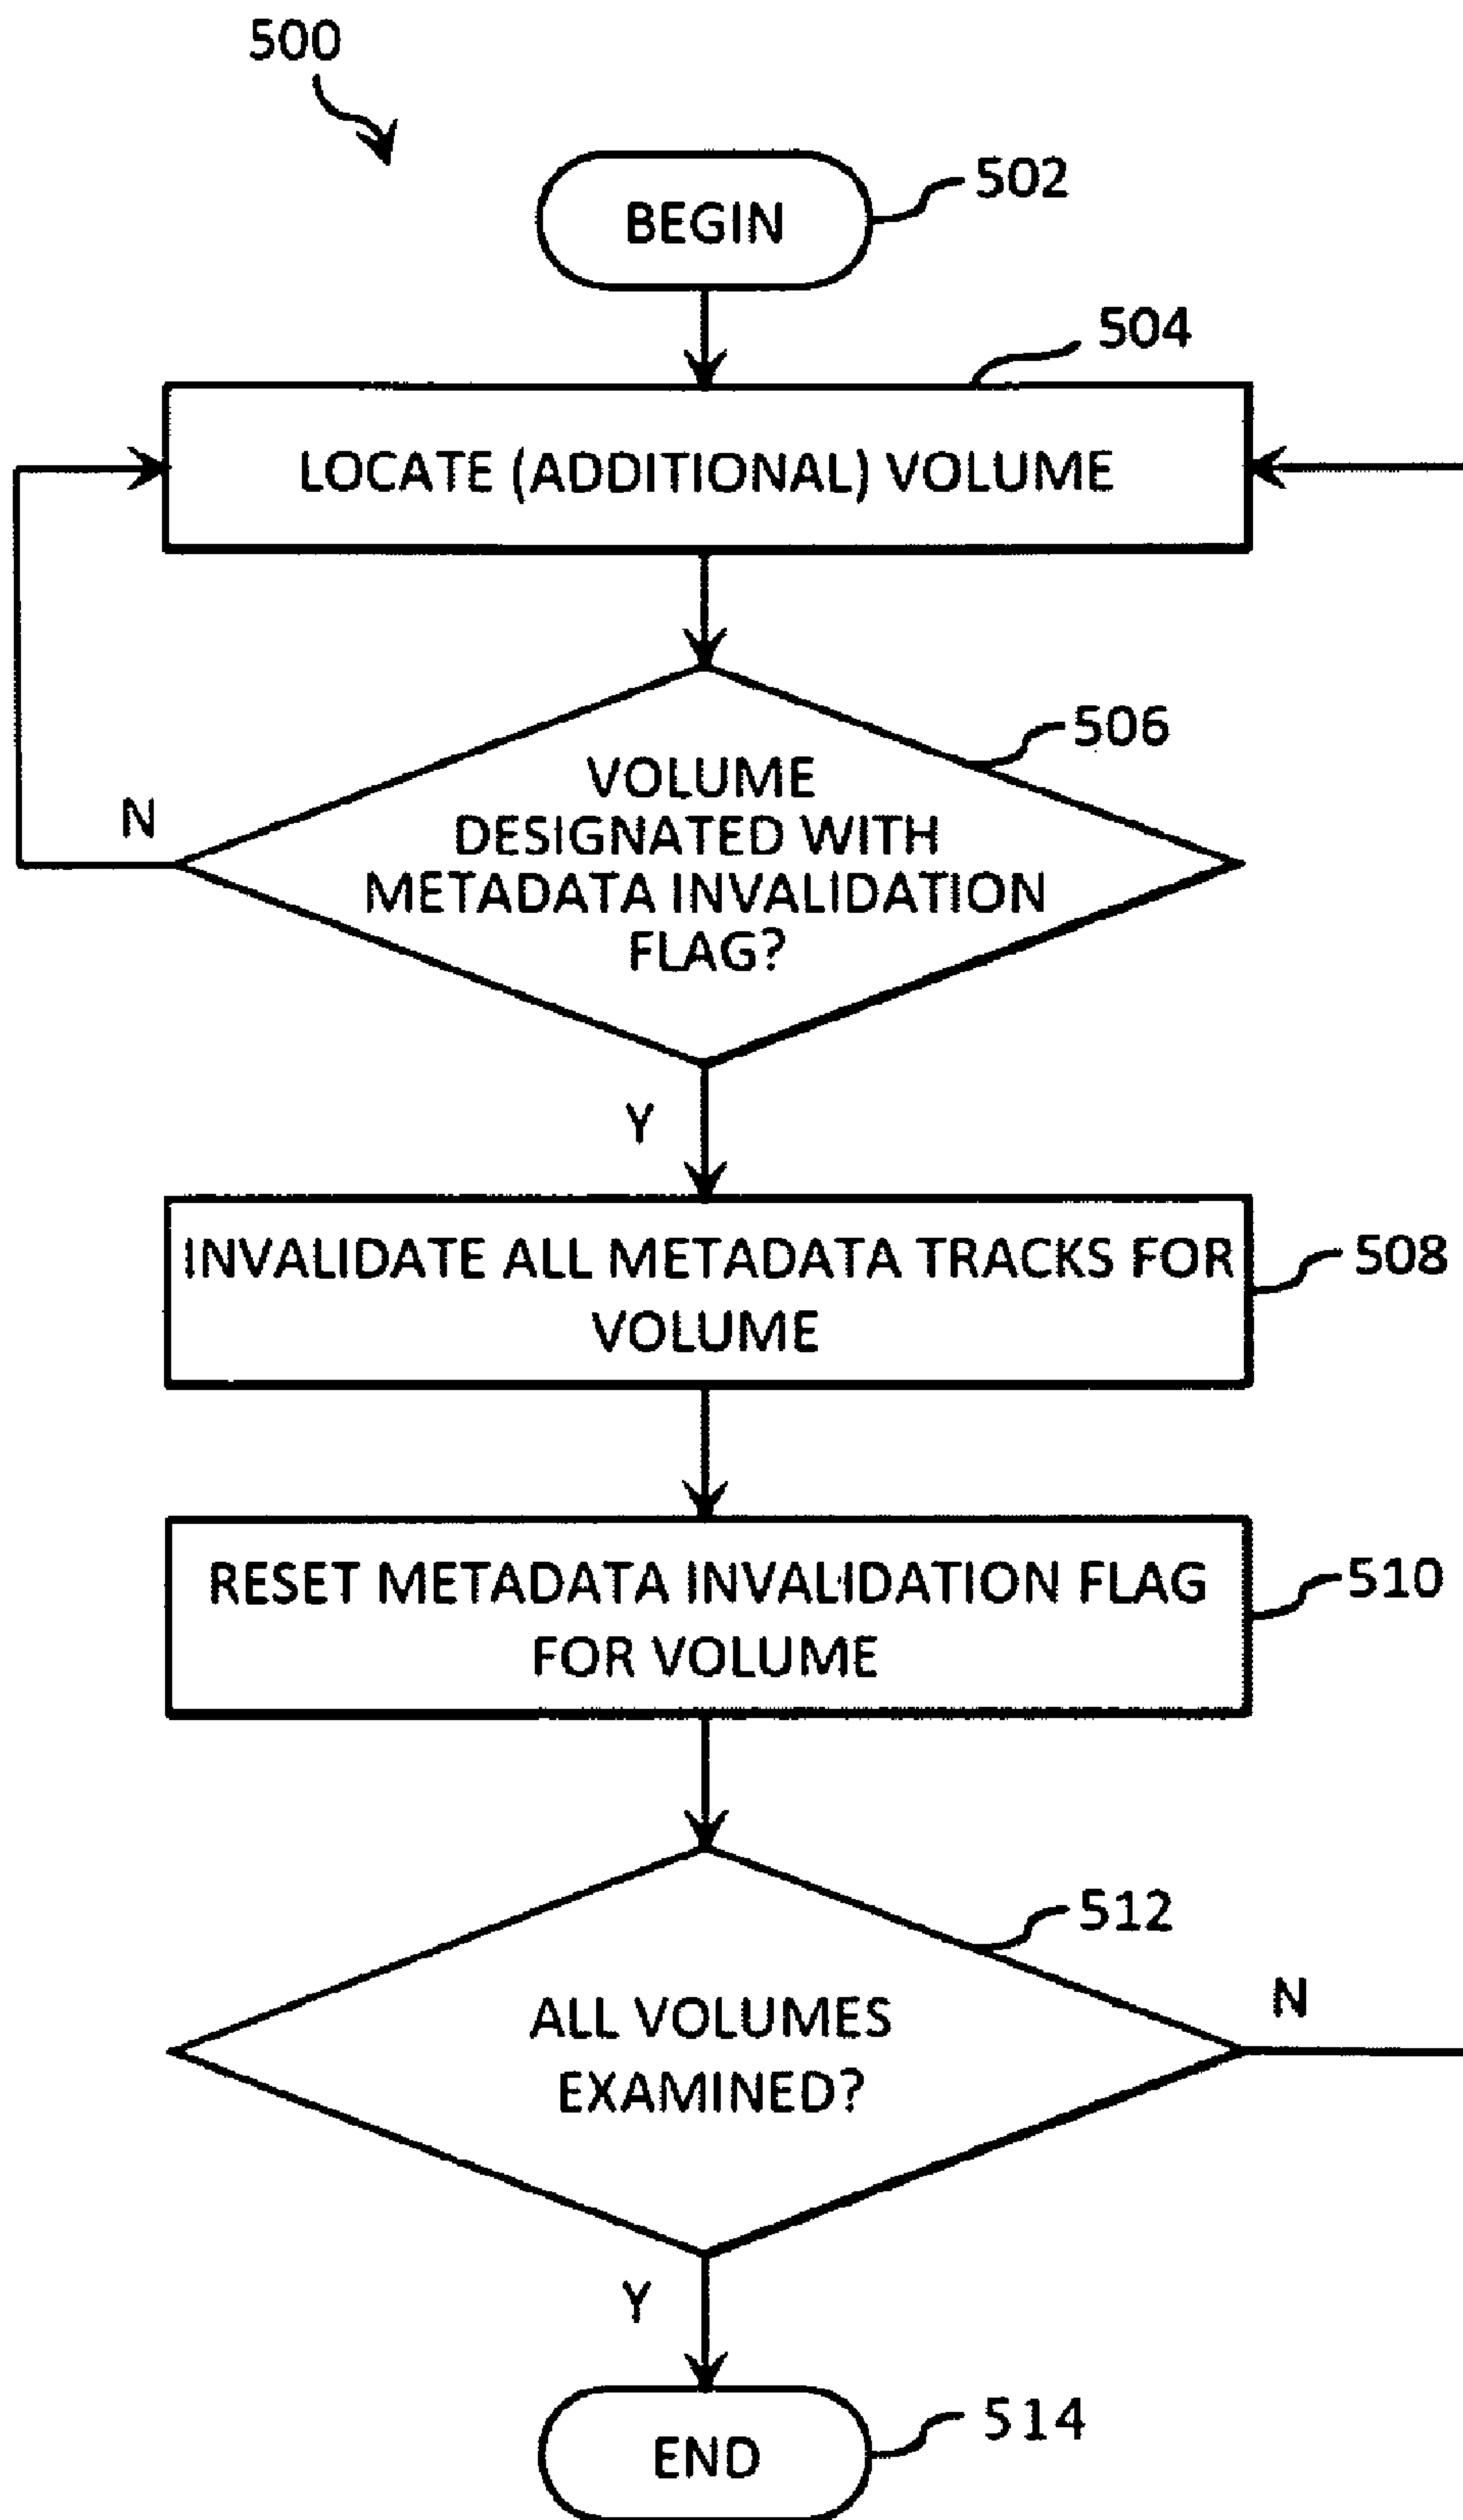 500
BEGIN
502
504
LOCATE (ADDITIONAL) VOLUME
506
VOLUME
DESIGNATED WITH
METADATA INVALIDATION
FLAG?
N
Y
INVALIDATE ALL METADATA TRACKS FOR
VOLUME
508
RESET METADATA INVALIDATION FLAG
FOR VOLUME
510
512
ALL VOLUMES
EXAMINED?
N
Y
END
514